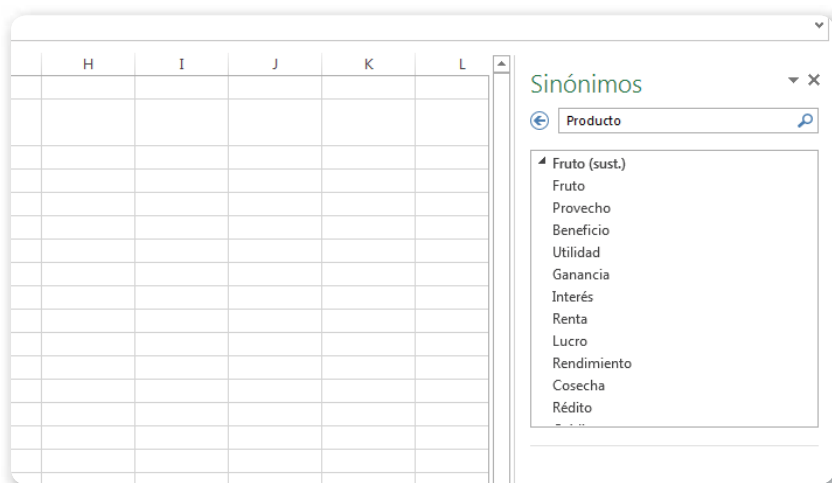 H I J K L
Sinónimos
Producto
Fruto (sust.)
Fruto
Provecho
Beneficio
Utilidad
Ganancia
Interés
Renta
Lucro
Rendimiento
Cosecha
Rédito